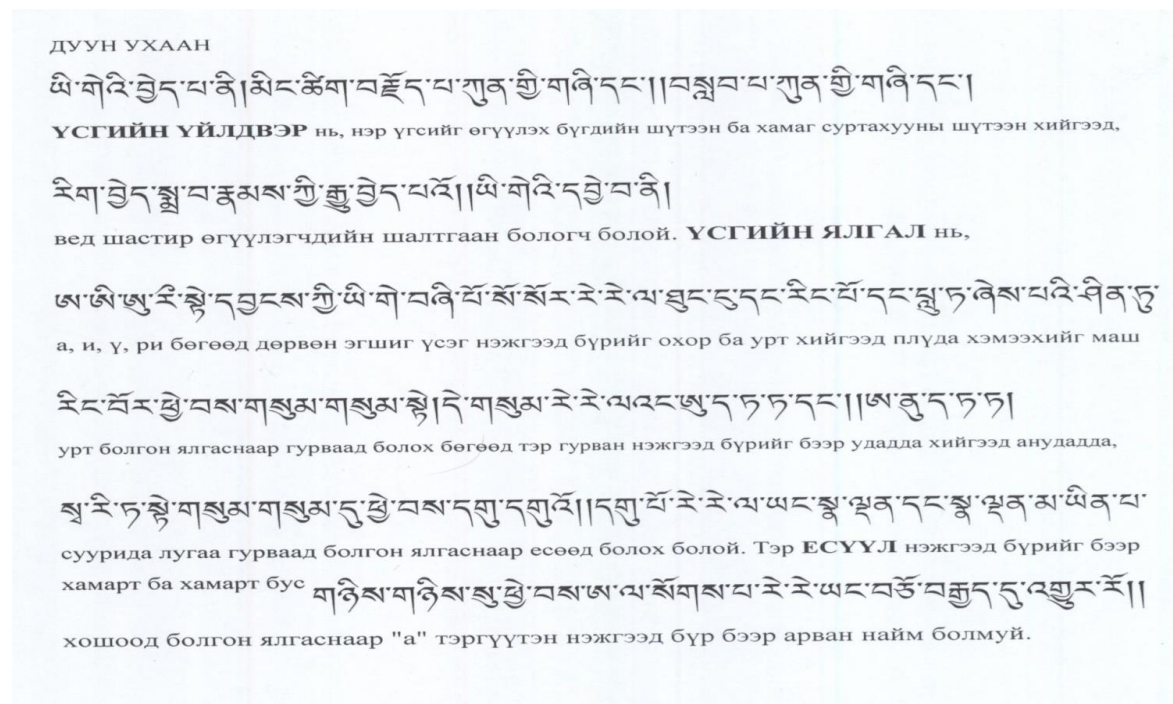 ДУУН УХААН
ཡི་གེའི་བྱེད་པ་ནི།མིང་ཚིག་བརྗོད་པ་ཀུན་གྱི་གཞི་དང་།།བསླབ་པ་ཀུན་གྱི་གཞི་དང་།
ҮСГИЙН ҮЙЛДВЭР нь, нэр үгсийг өгүүлэх бүгдийн шүтээн ба хамаг суртахууны шүтээн хийгээд,
རིག་བྱེད་སྨྲ་བ་རྣམས་ཀྱི་རྒྱུ་བྱེད་པའོ།།ཡི་གེའི་དབྱེ་བ་ནི།
вед шастир өгүүлэгчдийн шалтгаан бологч болой. ҮСГИЙН ЯЛГАЛ нь,
ཨ་ཨི་ཨུ་རྀ་སྟེ་དབྱངས་ཀྱི་ཡི་གེ་བཞི་པོ་སོ་སོར་རེ་རེ་ལ་ཐུང་ངུ་དང་རིང་པོ་དང་པླུ་ཏ་ཞེས་པའི་ཤིན་ཏུ་
а, и, ү, ри бөгөөд дөрвөн эгшиг үсэг нэжгээд бүрийг охор ба урт хийгээд плуда хэмээхийг маш
རིང་བོར་ཕྱེ་བས་གསུམ་གསུམ་སྟེ།དེ་གསུམ་རེ་རེ་ལའང་ཨུ་ད་ཏ་ཏ་དང་།།ཨ་ནུ་ད་ཏ་ཏ།
урт болгон ялгаснаар гурваад болох бөгөөд тэр гурван нэжгээд бүрийг бээр удадда хийгээд анудадда,
སྭ་རི་ཏ་སྟེ་གསུམ་གསུམ་དུ་ཕྱེ་བས་དགུ་དགུའོ།།དགུ་པོ་རེ་རེ་ལ་ཡང་སྣ་ལྡན་དང་སྣ་ལྡན་མ་ཡིན་པ་
суурида лугаа гурваад болгон ялгаснаар есөөд болох болой. Тэр ЕСҮҮЛ нэжгээд бүрийг бээр
хамарт ба хамарт бус གཉིས་གཉིས་སུ་ཕྱེ་བས་ཨ་ལ་སོགས་པ་རེ་རེ་ཡང་བཅོ་བརྒྱད་དུ་འགྱུར་རོ།།
хошоод болгон ялгаснаар "а" тэргүүтэн нэжгээд бүр бээр арван найм болмуй.